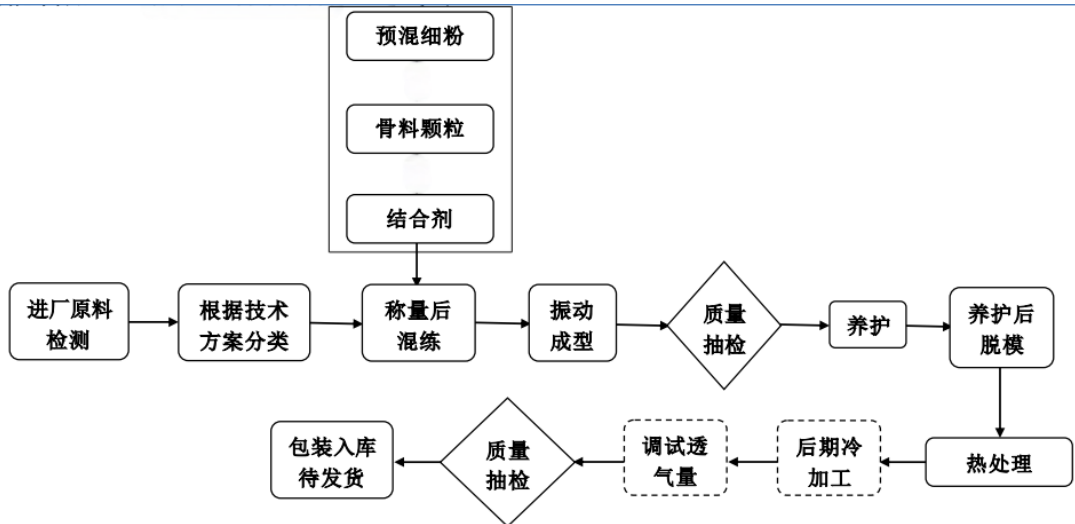 预混细粉
骨料颗粒
结合剂
进厂原料
检测
根据技术
方案分类
称量后
混练
振动
成型
质量
抽检
养护
养护后
脱模
热处理
后期冷
加工
调试透
气量
质量
抽检
包装入库
待发货